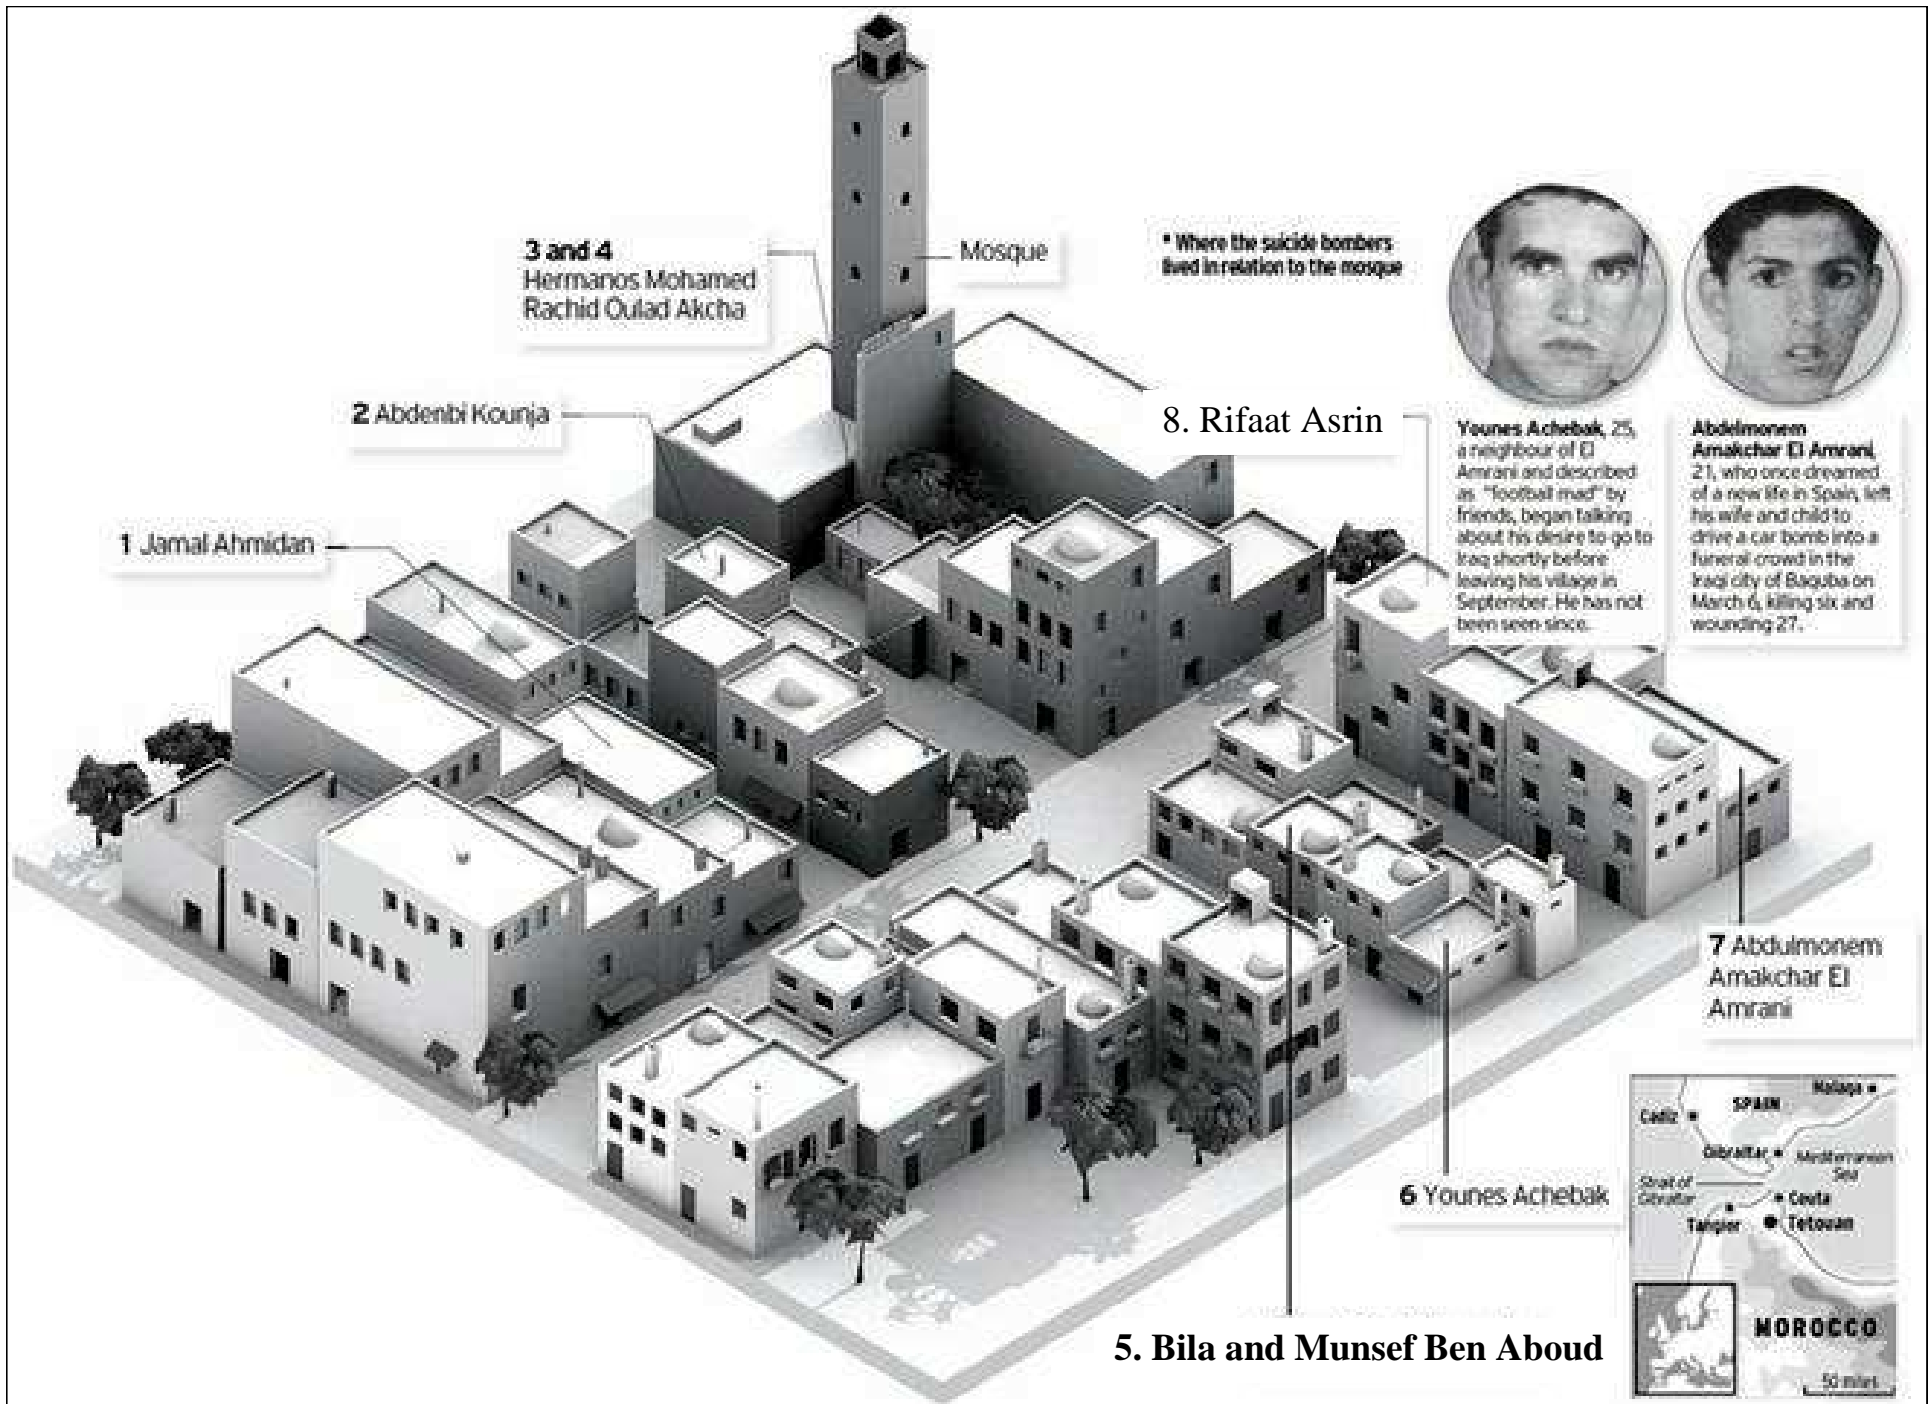 3 and 4
Hermanos Mohamed
Rachid Oulad Akcha
Mosque
* Where the suicide bombers
lived in relation to the mosque
2 Abdenbi Kounja
8. Rifaat Asrin
1 Jamal Ahmidan
Younes Achebak, 25,
a neighbour of El
Amrani and described
as "football mad" by
friends, began talking
about his desire to go to
Iraq shortly before
leaving his village in
September. He has not
been seen since.
Abdelmonem
Amakchar El Amrani,
21, who once dreamed
of a new life in Spain, left
his wife and child to
drive a car bomb into a
funeral crowd in the
Iraqi city of Baquba on
March 6, killing six and
wounding 27.
7 Abdulmonem
Amakchar El
Amrani
6 Younes Achebak
5. Bila and Munsef Ben Aboud
Malaga
SPAIN
Cadiz
Gibraltar
Mediterranean
Sea
Strait of
Gibraltar
Ceuta
Tangier
Tetouan
MOROCCO
50 miles